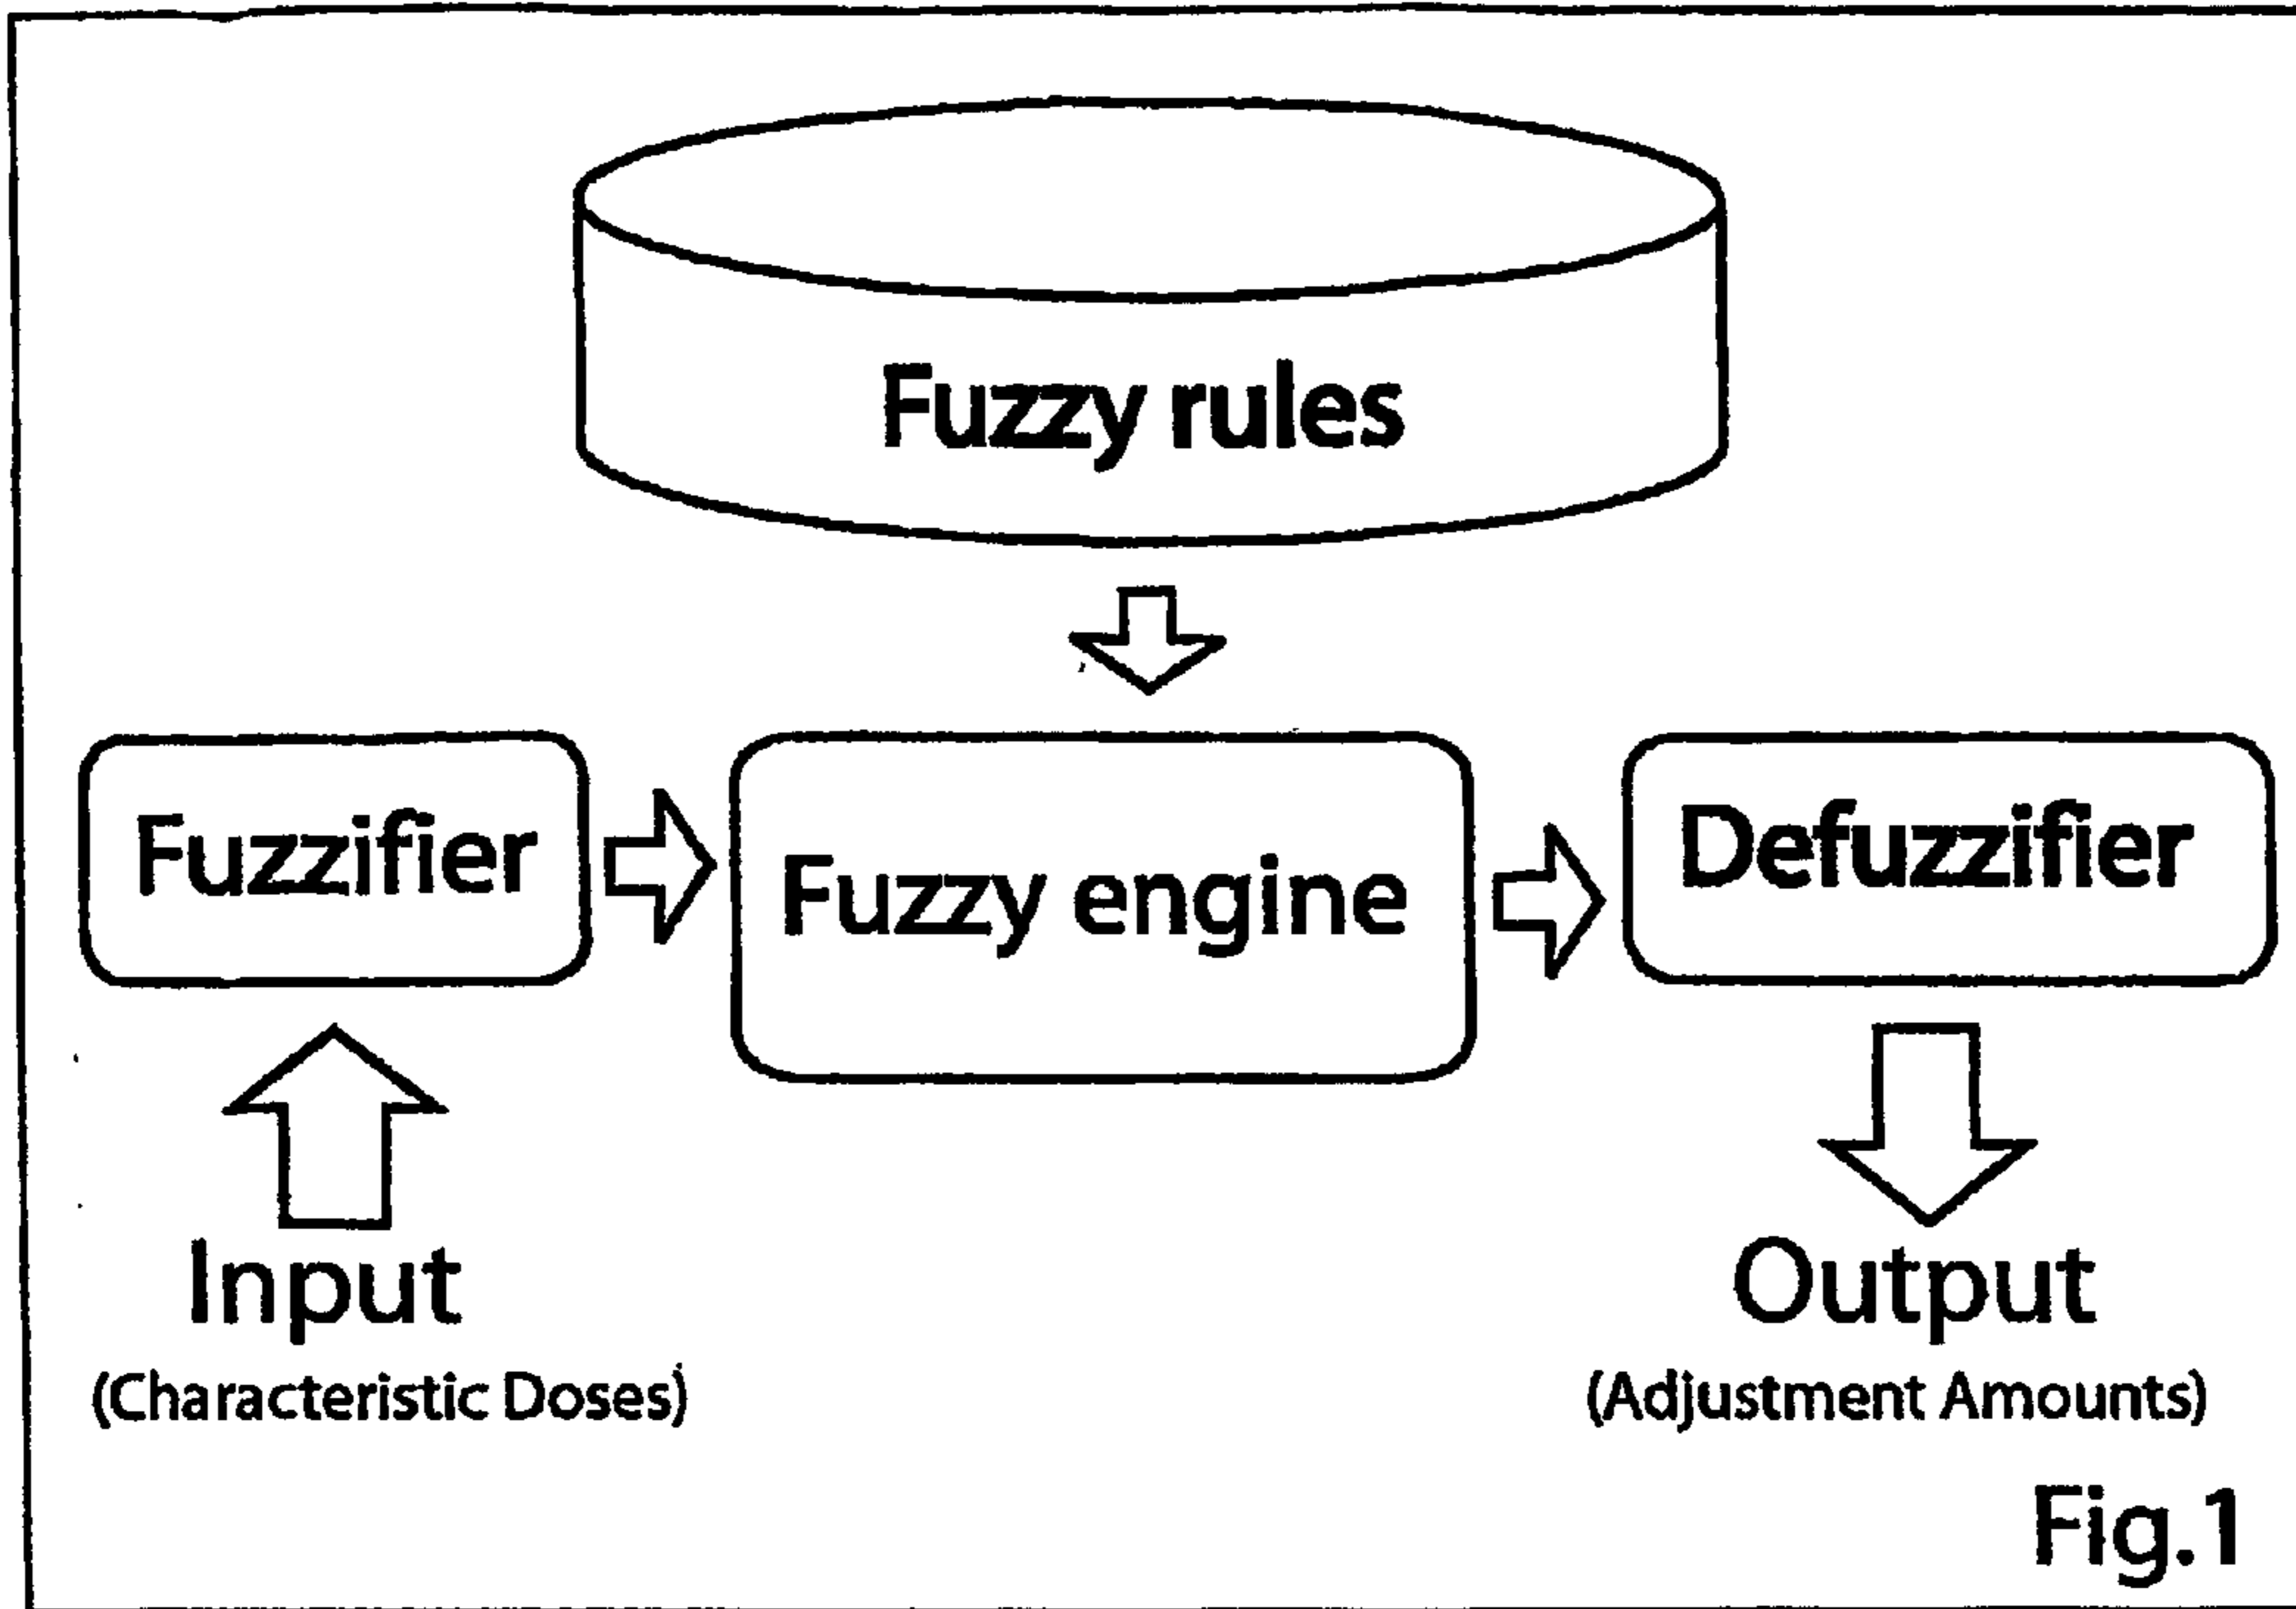 Fuzzy rules
Fuzzifier
Fuzzy engine
Defuzzifier
Input
(Characteristic Doses)
Output
(Adjustment Amounts)
Fig.1